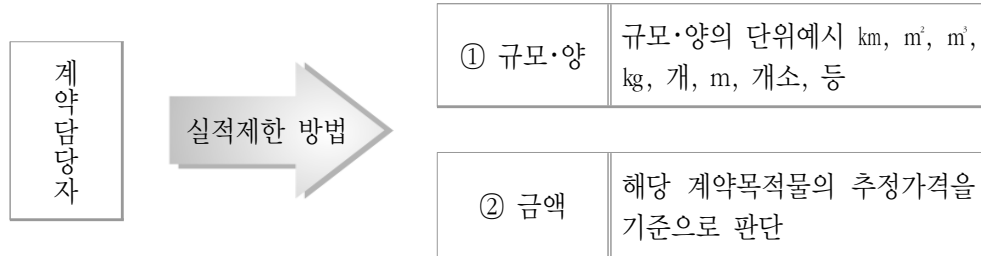 계약담당자
실적제한 방법
① 규모·양
규모·양의 단위예시 ㎞, ㎡, ㎥,
㎏, 개, m, 개소, 등
② 금액
해당 계약목적물의 추정가격을
기준으로 판단